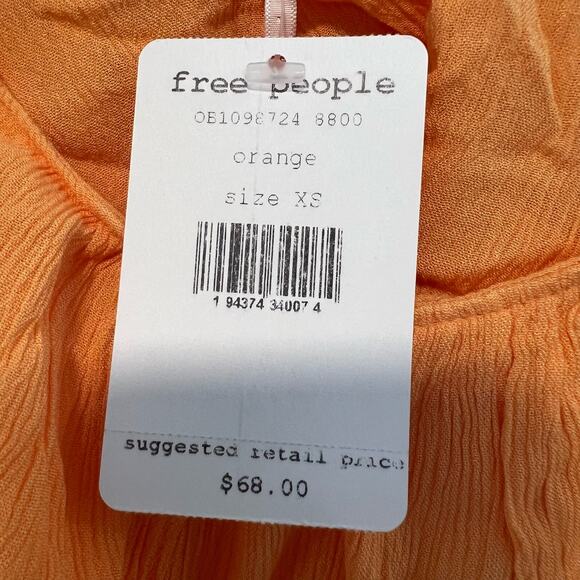 free people
OB1098724 8800
orange
size XS
1 94374 34007 4
suggested retail price
$68.00